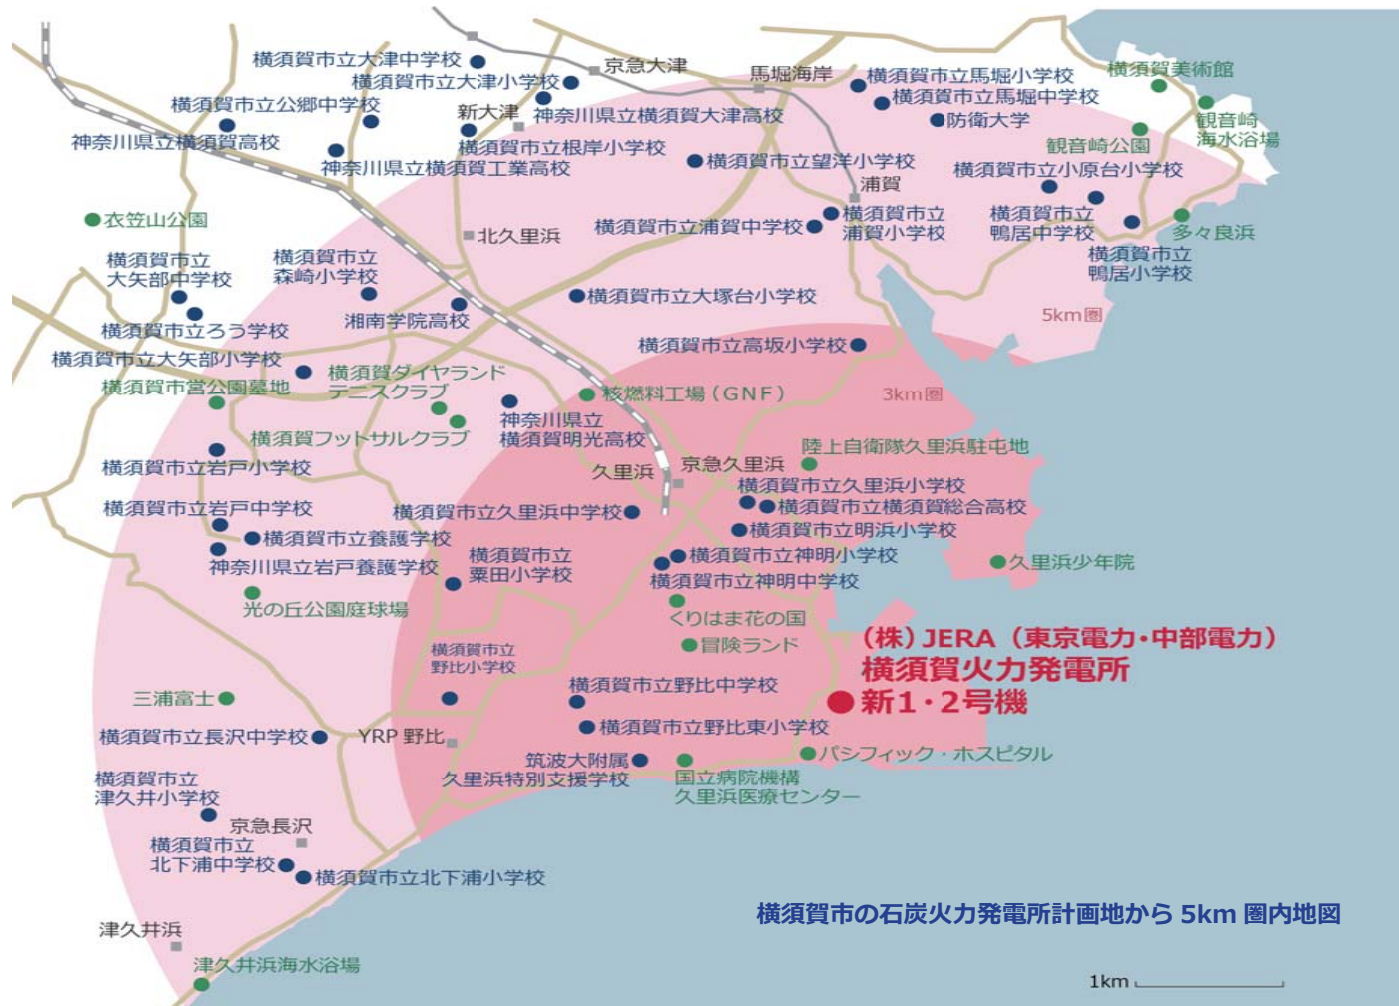 横須賀市立大津中学校
京急大津
馬堀海岸
横須賀市立馬堀小学校
横須賀美術館
横須賀市立大津小学校
横須賀市立馬堀中学校
横須賀市立公郷中学校
新大津
神奈川県立横須賀大津高校
防衛大学
観音崎
海水浴場
神奈川県立横須賀高校
横須賀市立根岸小学校
観音崎公園
神奈川県立横須賀工業高校
横須賀市立望洋小学校
横須賀市立小原台小学校
浦賀
衣笠山公園
北久里浜
横須賀市立浦賀中学校
横須賀市立
浦賀小学校
横須賀市立
鴨居中学校
多々良浜
横須賀市立
鴨居小学校
横須賀市立
大矢部中学校
横須賀市立
森崎小学校
横須賀市立大塚台小学校
5km圏
湘南学院高校
横須賀市立ろう学校
横須賀市立高坂小学校
横須賀市立大矢部小学校
横須賀ダイヤランド
テニスクラブ
横須賀市営公園墓地
核燃料工場（GNF）
3km圏
神奈川県立
横須賀明光高校
横須賀フットサルクラブ
陸上自衛隊久里浜駐屯地
横須賀市立岩戸小学校
久里浜
京急久里浜
横須賀市立久里浜小学校
横須賀市立岩戸中学校
横須賀市立久里浜中学校
横須賀市立横須賀総合高校
横須賀市立明浜小学校
横須賀市立養護学校
横須賀市立
粟田小学校
横須賀市立神明小学校
神奈川県立岩戸養護学校
横須賀市立神明中学校
久里浜少年院
光の丘公園庭球場
くりはま花の国
冒険ランド
（株）JERA（東京電力・中部電力）
横須賀火力発電所
新1・2号機
横須賀市立
野比小学校
横須賀市立野比中学校
三浦富士
横須賀市立野比東小学校
横須賀市立長沢中学校
YRP 野比
筑波大附属
久里浜特別支援学校
国立病院機構
久里浜医療センター
パシフィック・ホスピタル
横須賀市立
津久井小学校
京急長沢
横須賀市立
北下浦中学校
横須賀市立北下浦小学校
津久井浜
津久井浜海水浴場
横須賀市の石炭火力発電所計画地から 5km 圏内地図
1km